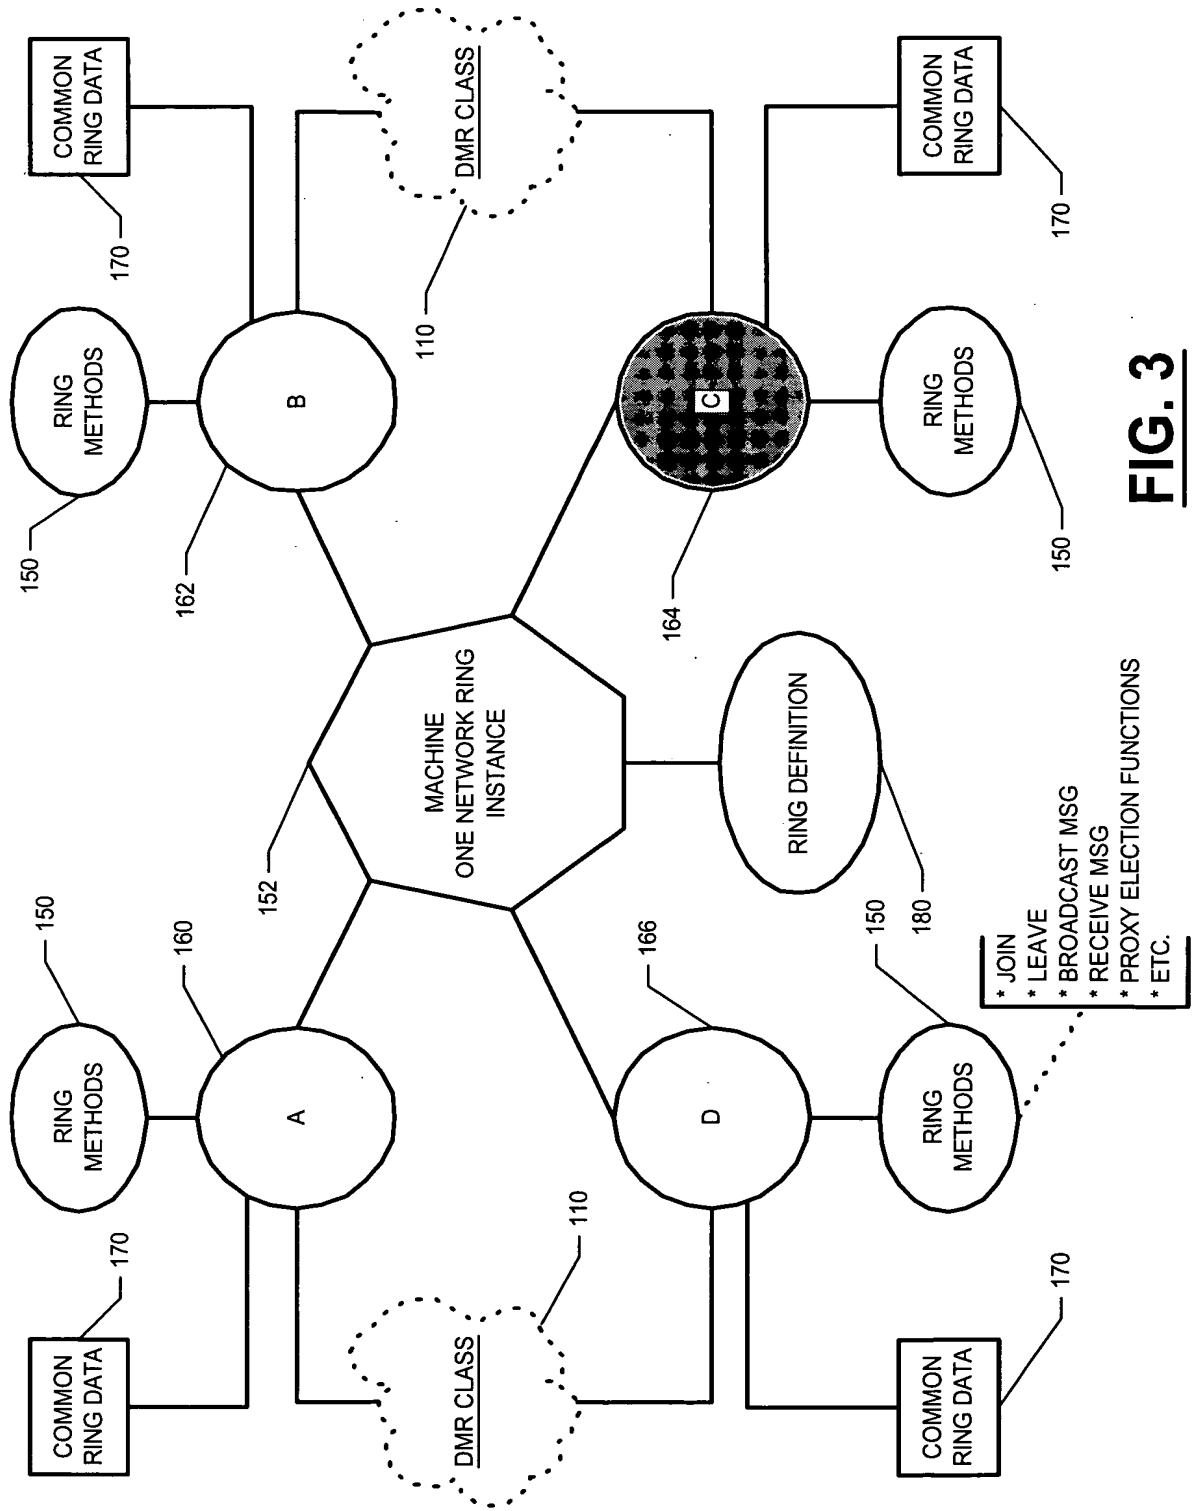 COMMON
RING DATA
RING
METHODS
150
150
RING
METHODS
COMMON
RING DATA
170
160
162
170
152
A
B
110
DMR CLASS
MACHINE
ONE NETWORK RING
INSTANCE
DMR CLASS
110
166
164
D
C
RING DEFINITION
150
180
COMMON
RING DATA
RING
METHODS
RING
METHODS
COMMON
RING DATA
170
150
170
* JOIN
* LEAVE
* BROADCAST MSG
* RECEIVE MSG
* PROXY ELECTION FUNCTIONS
* ETC.
FIG. 3